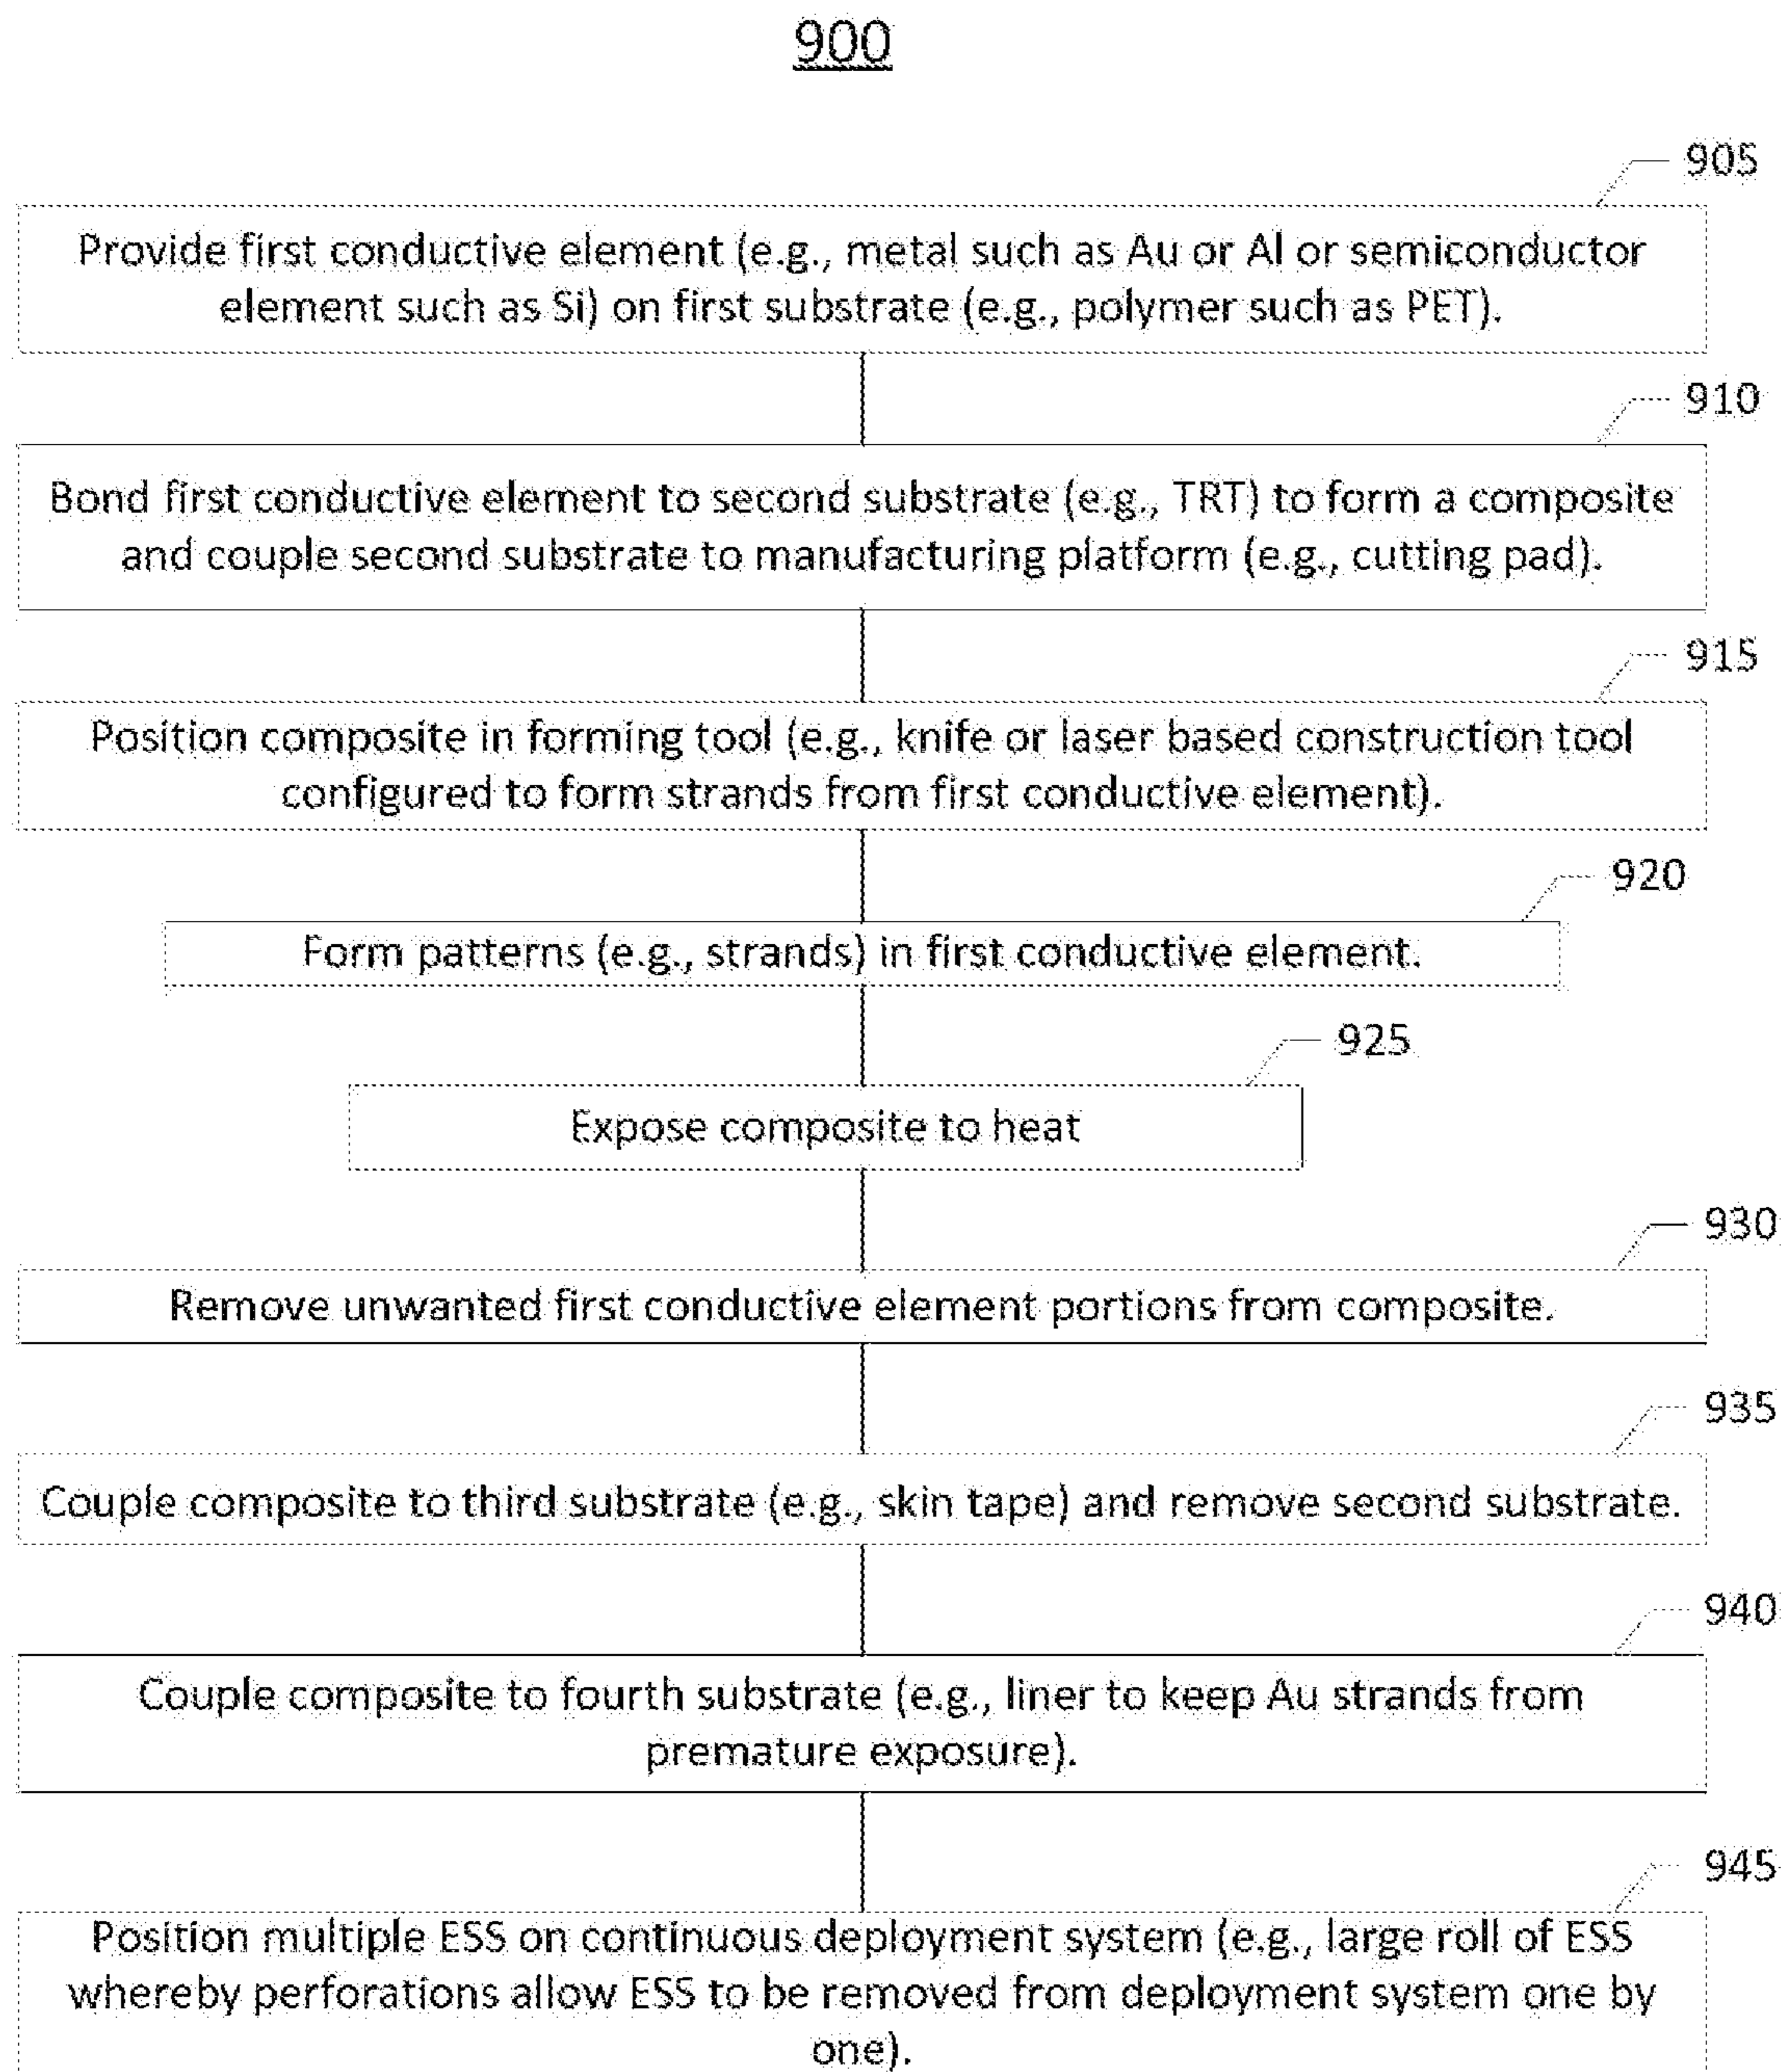 900
905
Provide first conductive element (e.g., metal such as Au or Al or semiconductor
element such as Si) on first substrate (e.g., polymer such as PET).
910
Bond first conductive element to second substrate (e.g., TRT) to form a composite
and couple second substrate to manufacturing platform (e.g., cutting pad).
915
Position composite in forming tool (e.g., knife or laser based construction tool
configured to form strands from first conductive element).
920
Form patterns (e.g., strands) in first conductive element.
925
Expose composite to heat
930
Remove unwanted first conductive element portions from composite.
935
Couple composite to third substrate (e.g., skin tape) and remove second substrate.
940
Couple composite to fourth substrate (e.g., liner to keep Au strands from
premature exposure).
945
Position multiple ESS on continuous deployment system (e.g., large roll of ESS
whereby perforations allow ESS to be removed from deployment system one by
one).